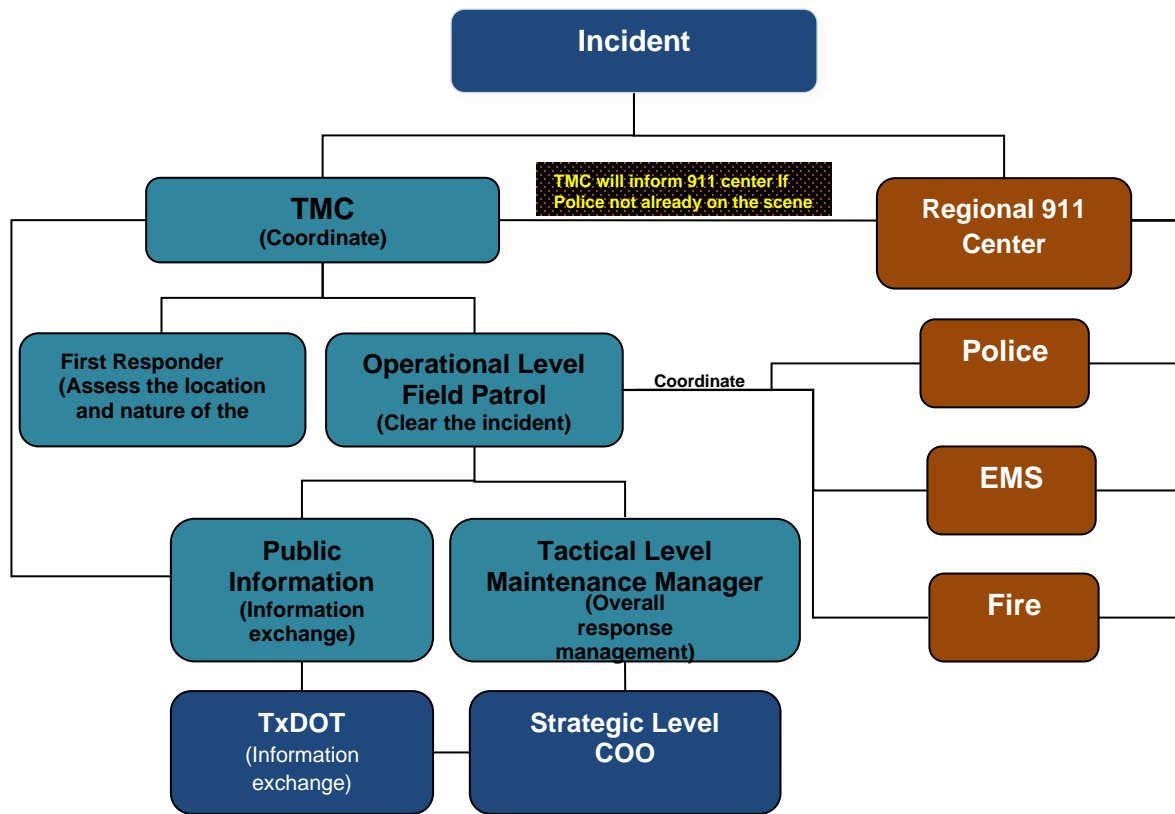 Incident
TMC will inform 911 center If
Police not already on the scene
TMC
(Coordinate)
Regional 911
Center
First Responder
(Assess the location
and nature of the
Operational Level
Field Patrol
(Clear the incident)
Coordinate
Police
EMS
Public
Information
(Information
exchange)
Tactical Level
Maintenance Manager
(Overall
response
management)
Fire
TxDOT
(Information
exchange)
Strategic Level
COO